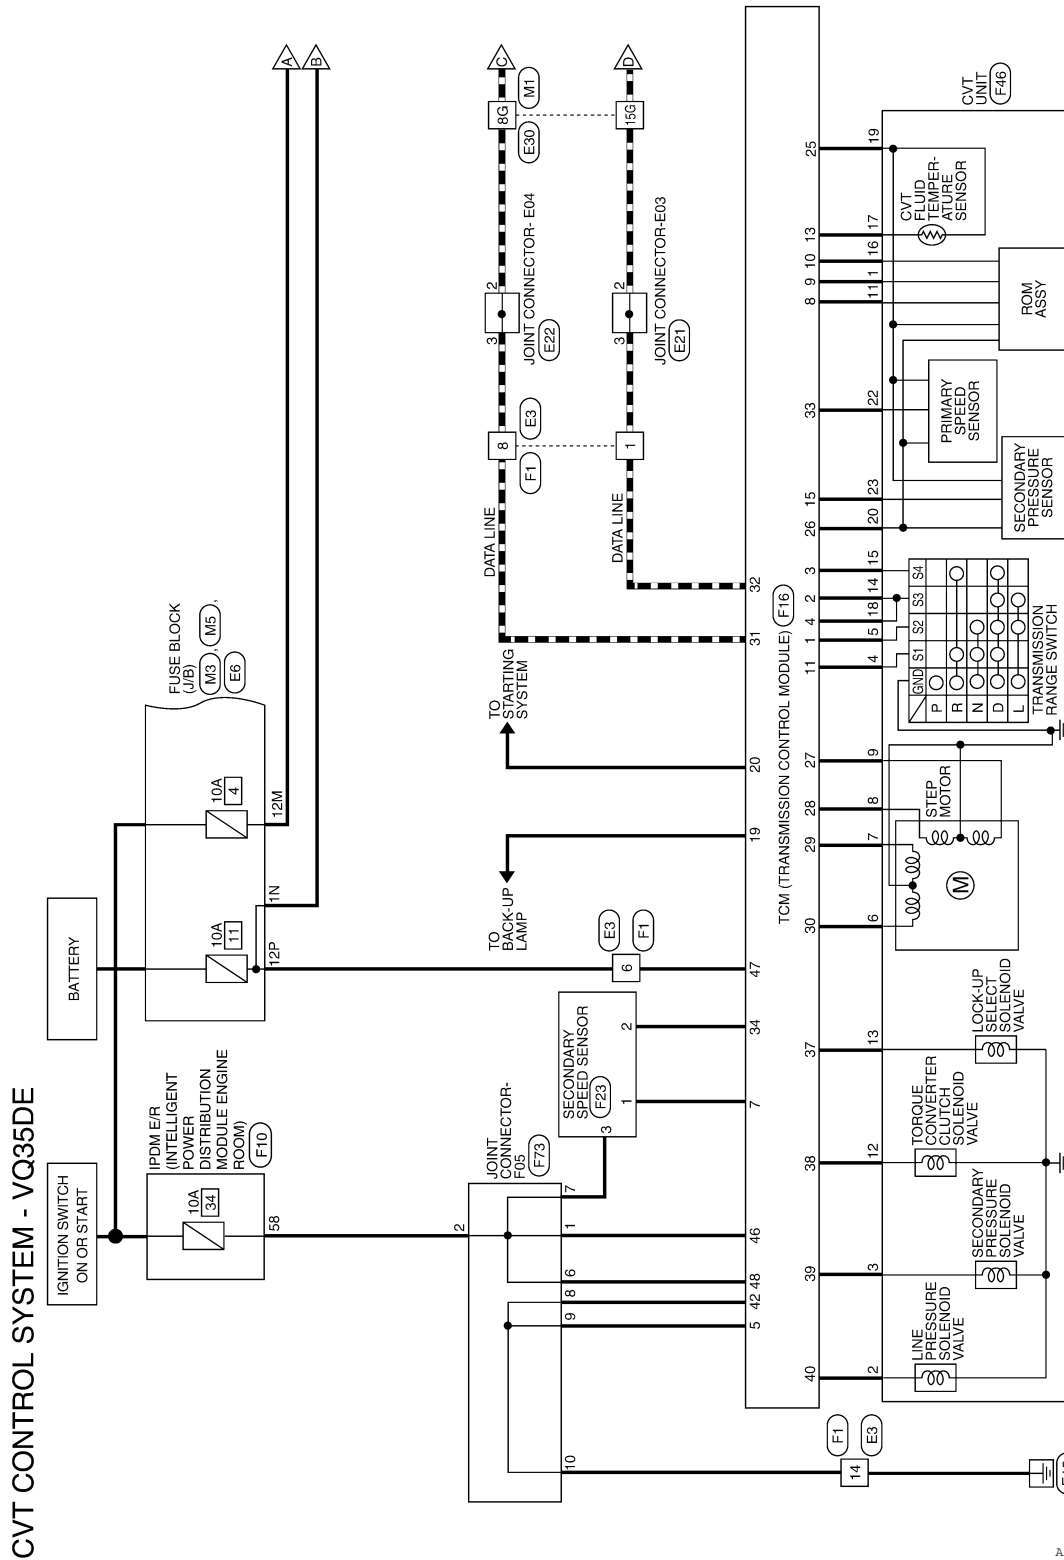 CVT CONTROL SYSTEM - VQ35DE
IGNITION SWITCH
ON OR START
BATTERY
IPDM E/R
(INTELLIGENT
POWER
DISTRIBUTION
MODULE ENGINE
ROOM)
F10
10A
34
58
10A
11
12P
1N
10A
4
12M
FUSE BLOCK
(J/B)
M3 , M5 ,
E6
A
B
C
D
8G
M1
E30
15G
2
JOINT CONNECTOR- E04
3
E22
2
JOINT CONNECTOR-E03
3
E21
8
E3
F1
1
DATA LINE
DATA LINE
TO
STARTING
SYSTEM
TO
BACK-UP
LAMP
6
E3
F1
SECONDARY
SPEED SENSOR
F23
1
2
3
JOINT
CONNECTOR-
F05
F73
2
10
9
8
6
1
7
5
42
48
46
7
34
47
19
20
31
32
TCM (TRANSMISSION CONTROL MODULE)
F16
40
39
38
37
30
29
28
27
11
1
4
2
3
26
15
33
8
9
10
13
25
2
3
12
13
6
7
8
9
4
5
18
14
15
20
23
22
11
1
16
17
19
F1
E3
14
CVT
UNIT
F46
LINE
PRESSURE
SOLENOID
VALVE
SECONDARY
PRESSURE
SOLENOID
VALVE
TORQUE
CONVERTER
CLUTCH
SOLENOID
VALVE
LOCK-UP
SELECT
SOLENOID
VALVE
M
STEP
MOTOR
GND S1 S2 S3 S4
P
R
N
D
L
TRANSMISSION
RANGE SWITCH
SECONDARY
PRESSURE
SENSOR
PRIMARY
SPEED
SENSOR
ROM
ASSY
CVT
FLUID
TEMPER-
ATURE
SENSOR
A